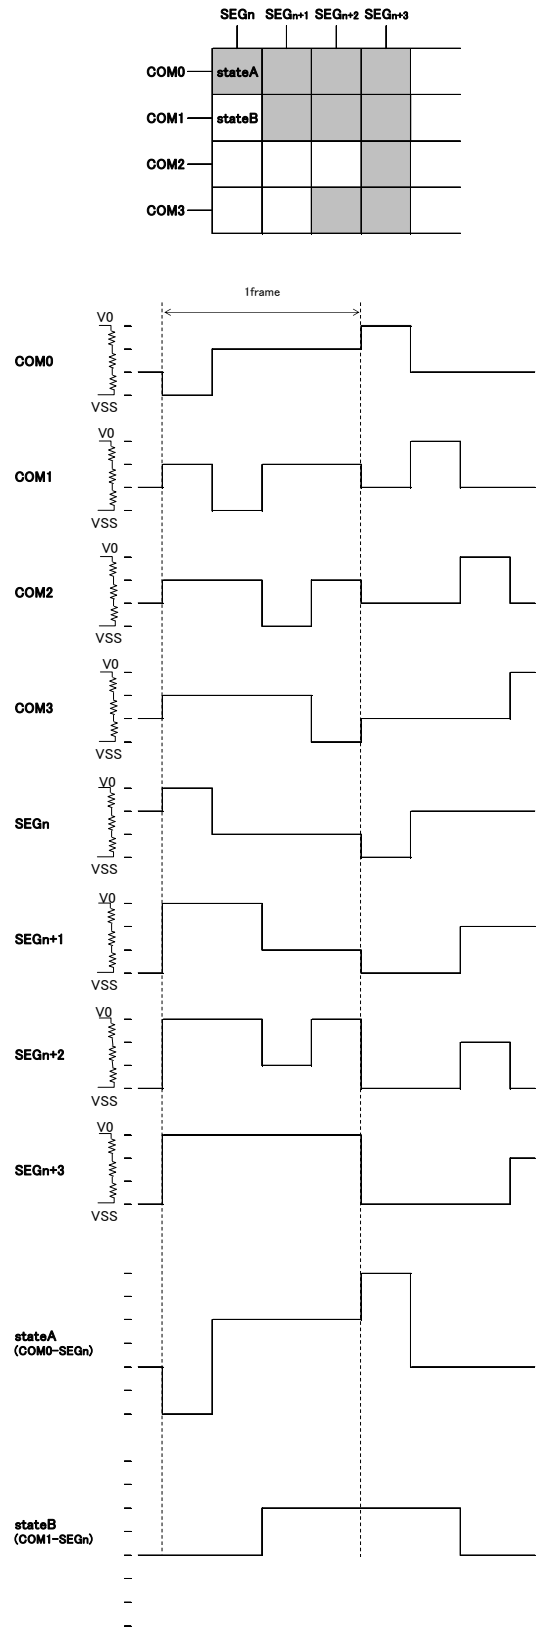 SEGn SEGn+1 SEGn+2 SEGn+3
COM0 stateA
COM1 stateB
COM2
COM3
1frame
V0
COM0
VSS
V0
COM1
VSS
V0
COM2
VSS
V0
COM3
VSS
V0
SEGn
VSS
V0
SEGn+1
VSS
V0
SEGn+2
VSS
V0
SEGn+3
VSS
stateA
(COM0-SEGn)
stateB
(COM1-SEGn)